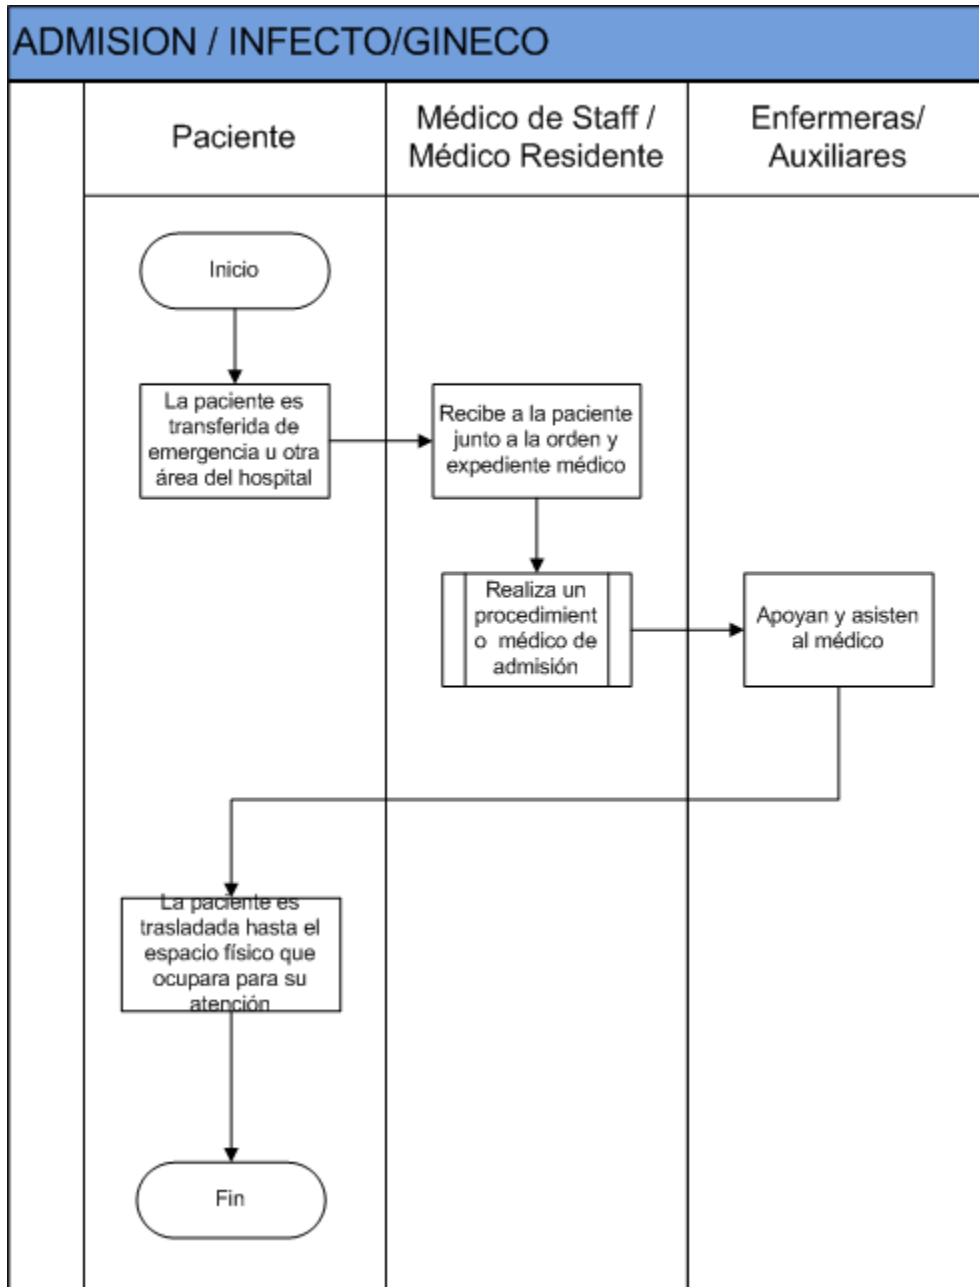 ADMISION / INFECTO/GINECO
Paciente
Médico de Staff /
Médico Residente
Enfermeras/
Auxiliares
Inicio
La paciente es
transferida de
emergencia u otra
área del hospital
Recibe a la paciente
junto a la orden y
expediente médico
Realiza un
procedimient
o médico de
admisión
Apoyan y asisten
al médico
La paciente es
trasladada hasta el
espacio físico que
ocupara para su
atención
Fin